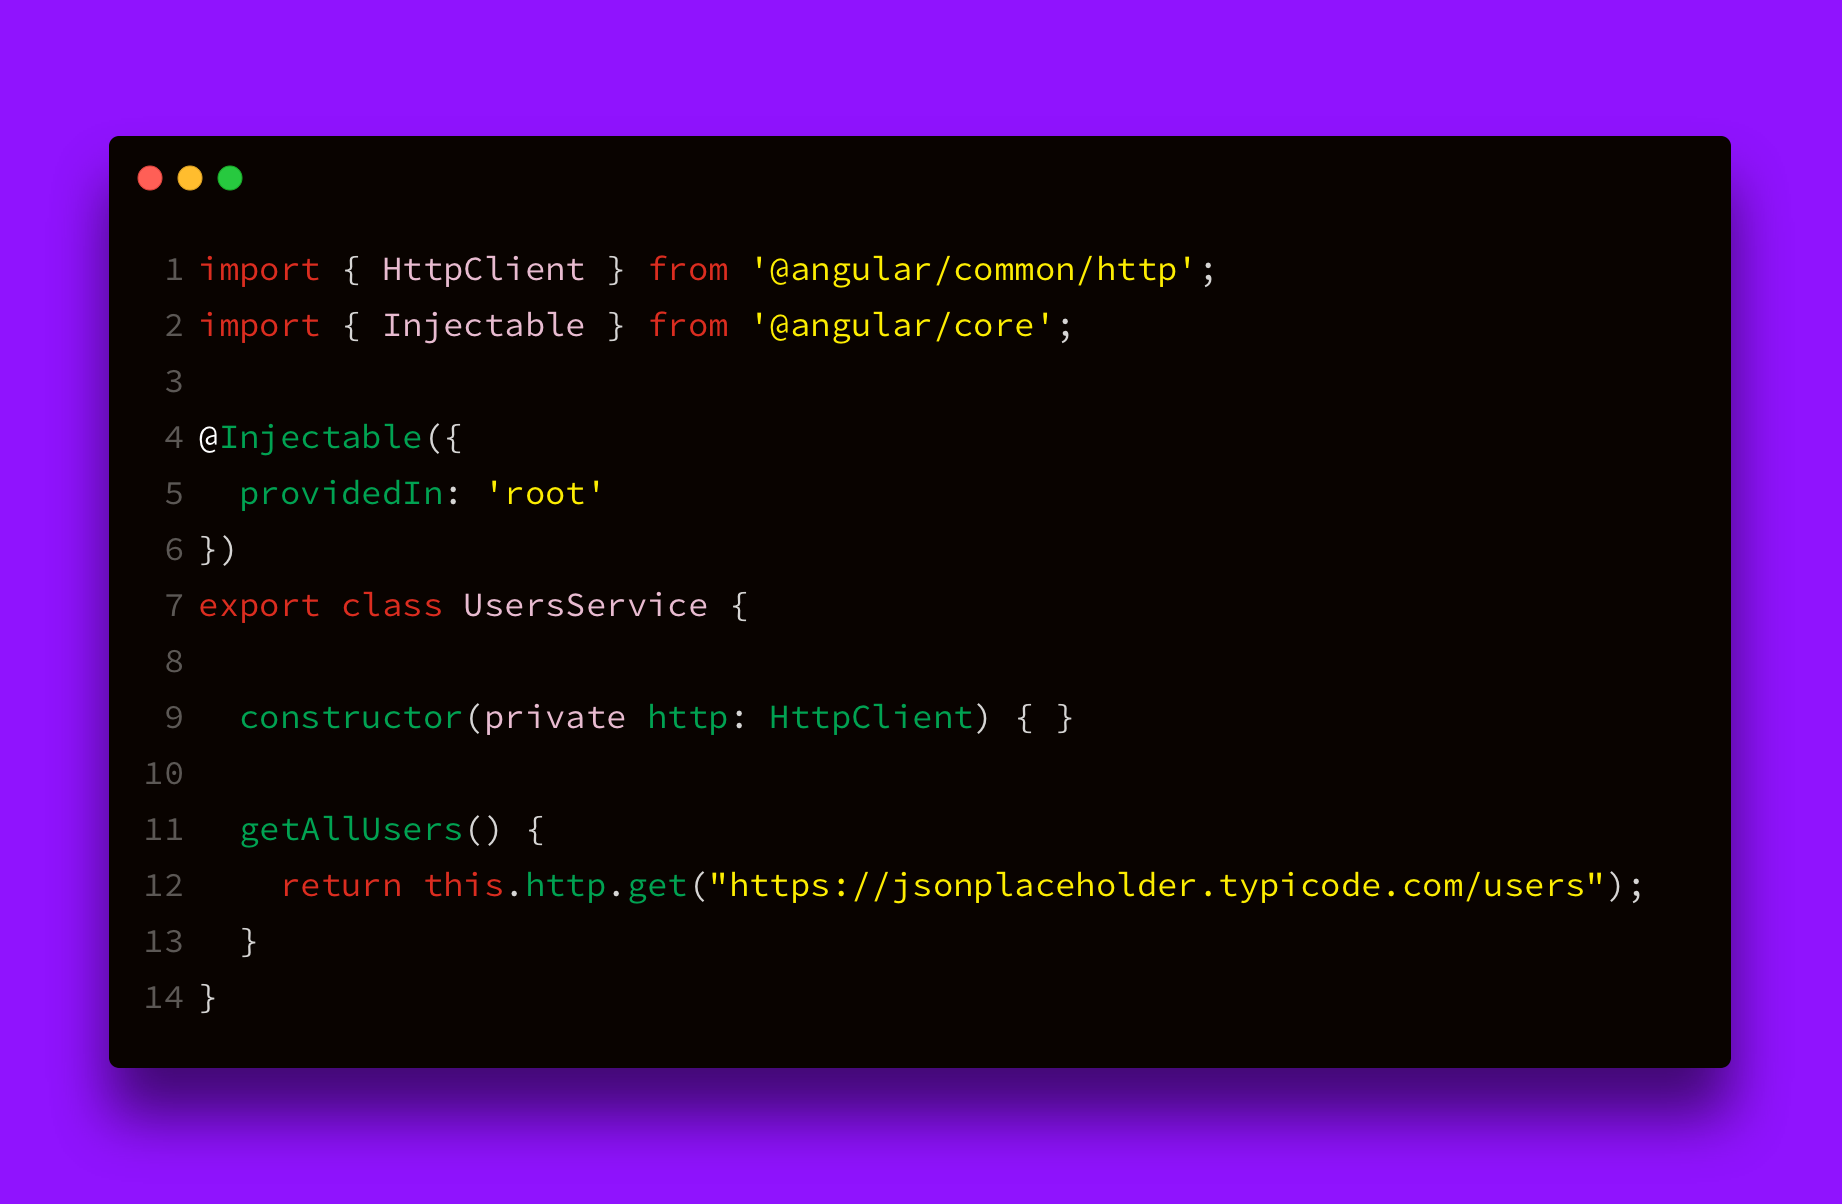 1 import { HttpClient } from '@angular/common/http';
2 import { Injectable } from '@angular/core';
3
4 @Injectable({
5   providedIn: 'root'
6 })
7 export class UsersService {
8
9   constructor(private http: HttpClient) { }
10
11   getAllUsers() {
12     return this.http.get("https://jsonplaceholder.typicode.com/users");
13   }
14 }